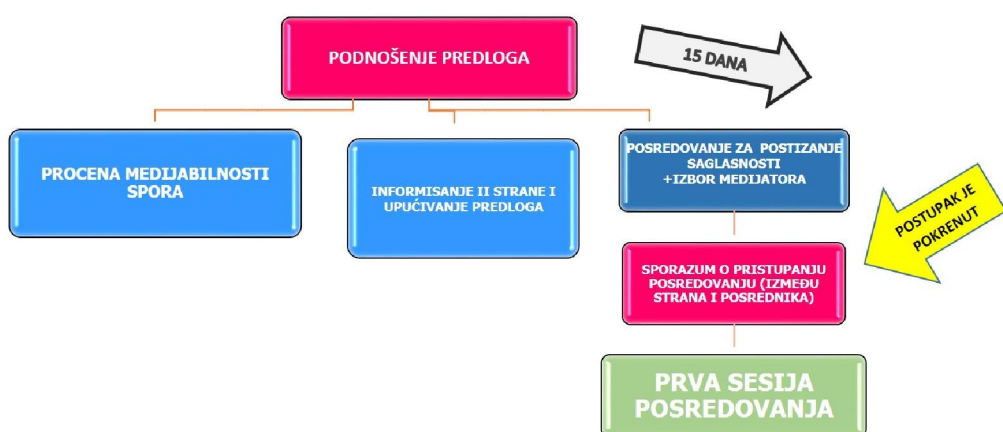 PODNOŠENJE PREDLOGA
15 DANA
PROCENA MEDIJABILNOSTI
SPORA
INFORMISANJE II STRANE I
UPUĆIVANJE PREDLOGA
POSREDOVANJE ZA POSTIZANJE
SAGLASNOSTI
+IZBOR MEDIJATORA
POSTUPAK JE
POKRENUT
SPORAZUM O PRISTUPANJU
POSREDOVANJU (IZMEĐU
STRANA I POSREDNIKA)
PRVA SESIJA
POSREDOVANJA